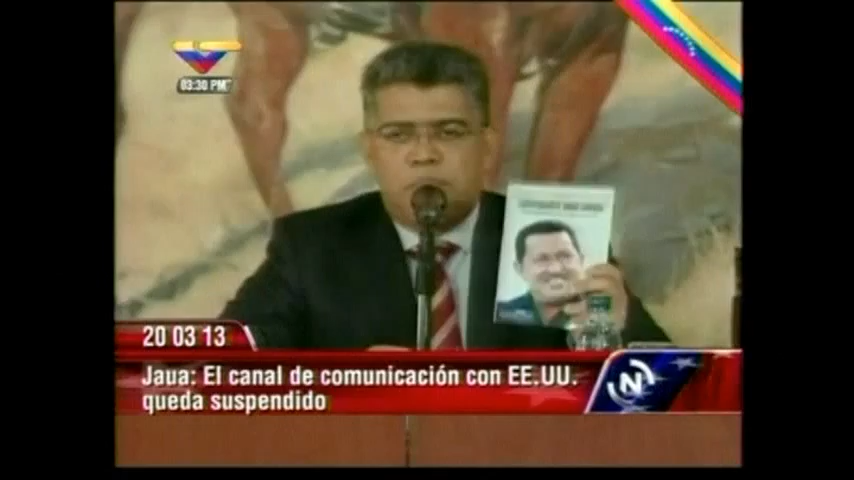 03:30 PM
20 03 13
Jaua: El canal de comunicación con EE.UU.
queda suspendido
N